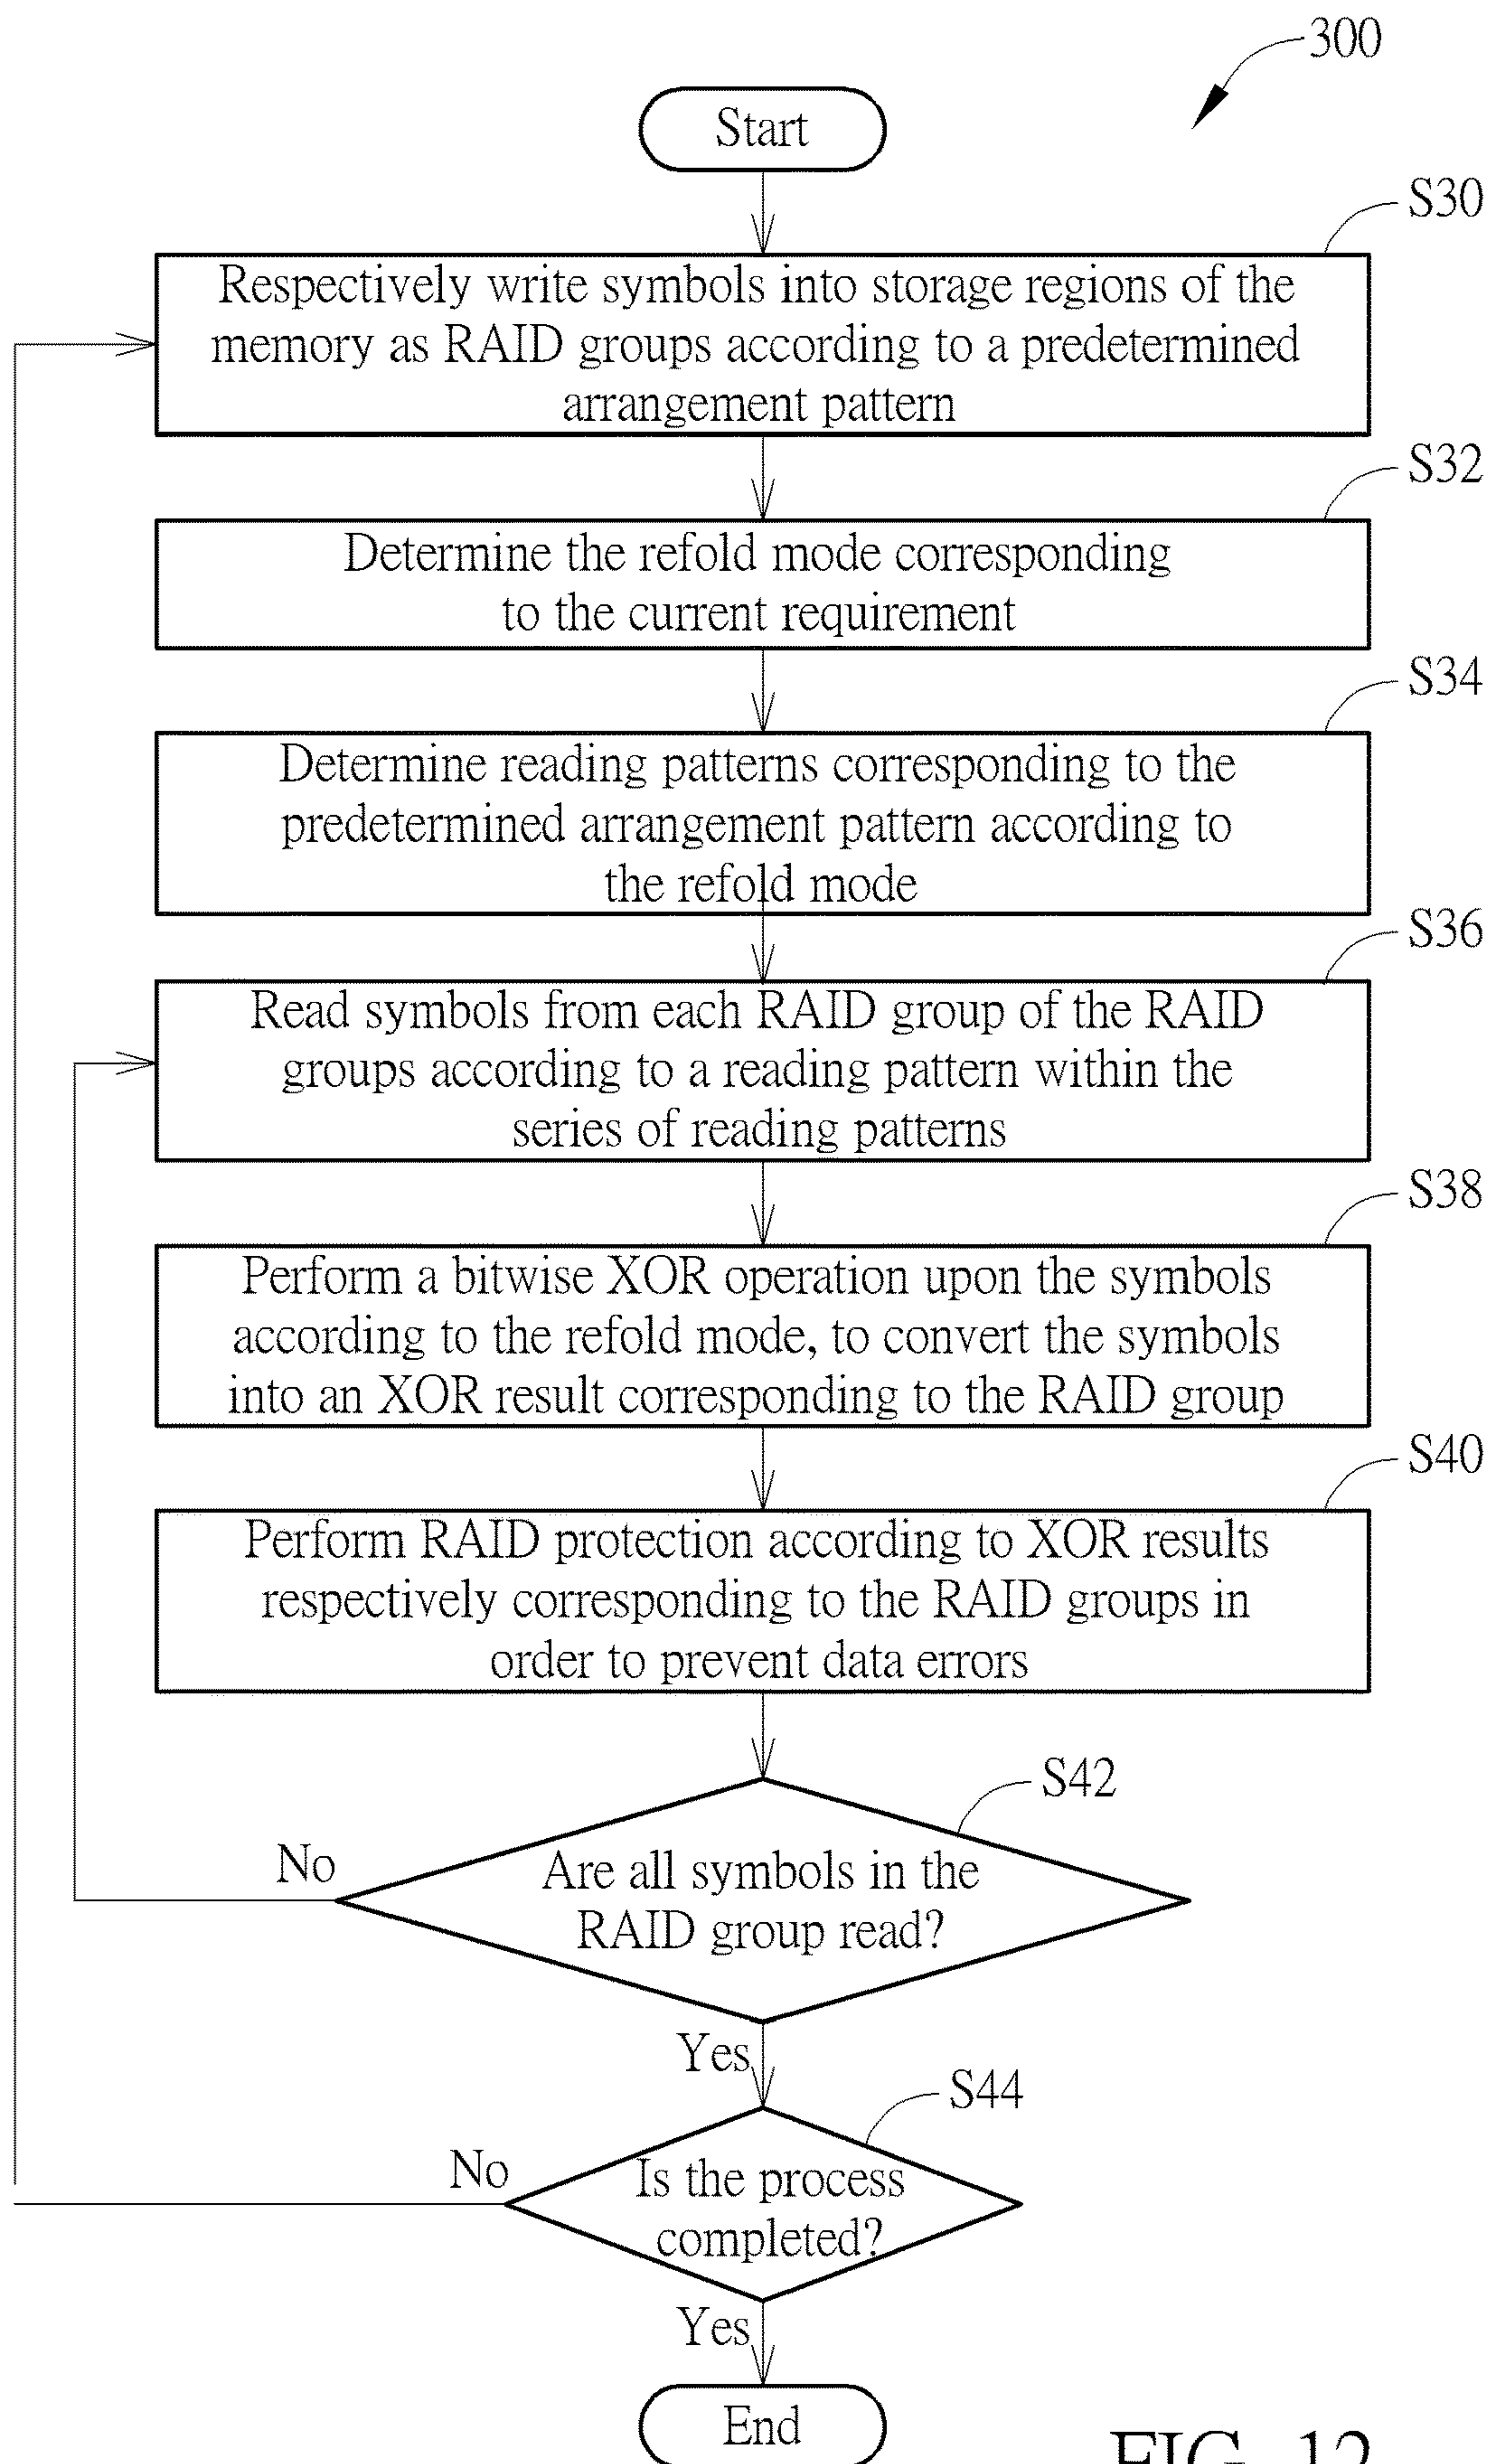 300
Start
S30
Respectively write symbols into storage regions of the
memory as RAID groups according to a predetermined
arrangement pattern
S32
Determine the refold mode corresponding
to the current requirement
S34
Determine reading patterns corresponding to the
predetermined arrangement pattern according to
the refold mode
S36
Read symbols from each RAID group of the RAID
groups according to a reading pattern within the
series of reading patterns
S38
Perform a bitwise XOR operation upon the symbols
according to the refold mode, to convert the symbols
into an XOR result corresponding to the RAID group
S40
Perform RAID protection according to XOR results
respectively corresponding to the RAID groups in
order to prevent data errors
S42
No
Are all symbols in the
RAID group read?
Yes
S44
No
Is the process
completed?
Yes
End
FIG. 12